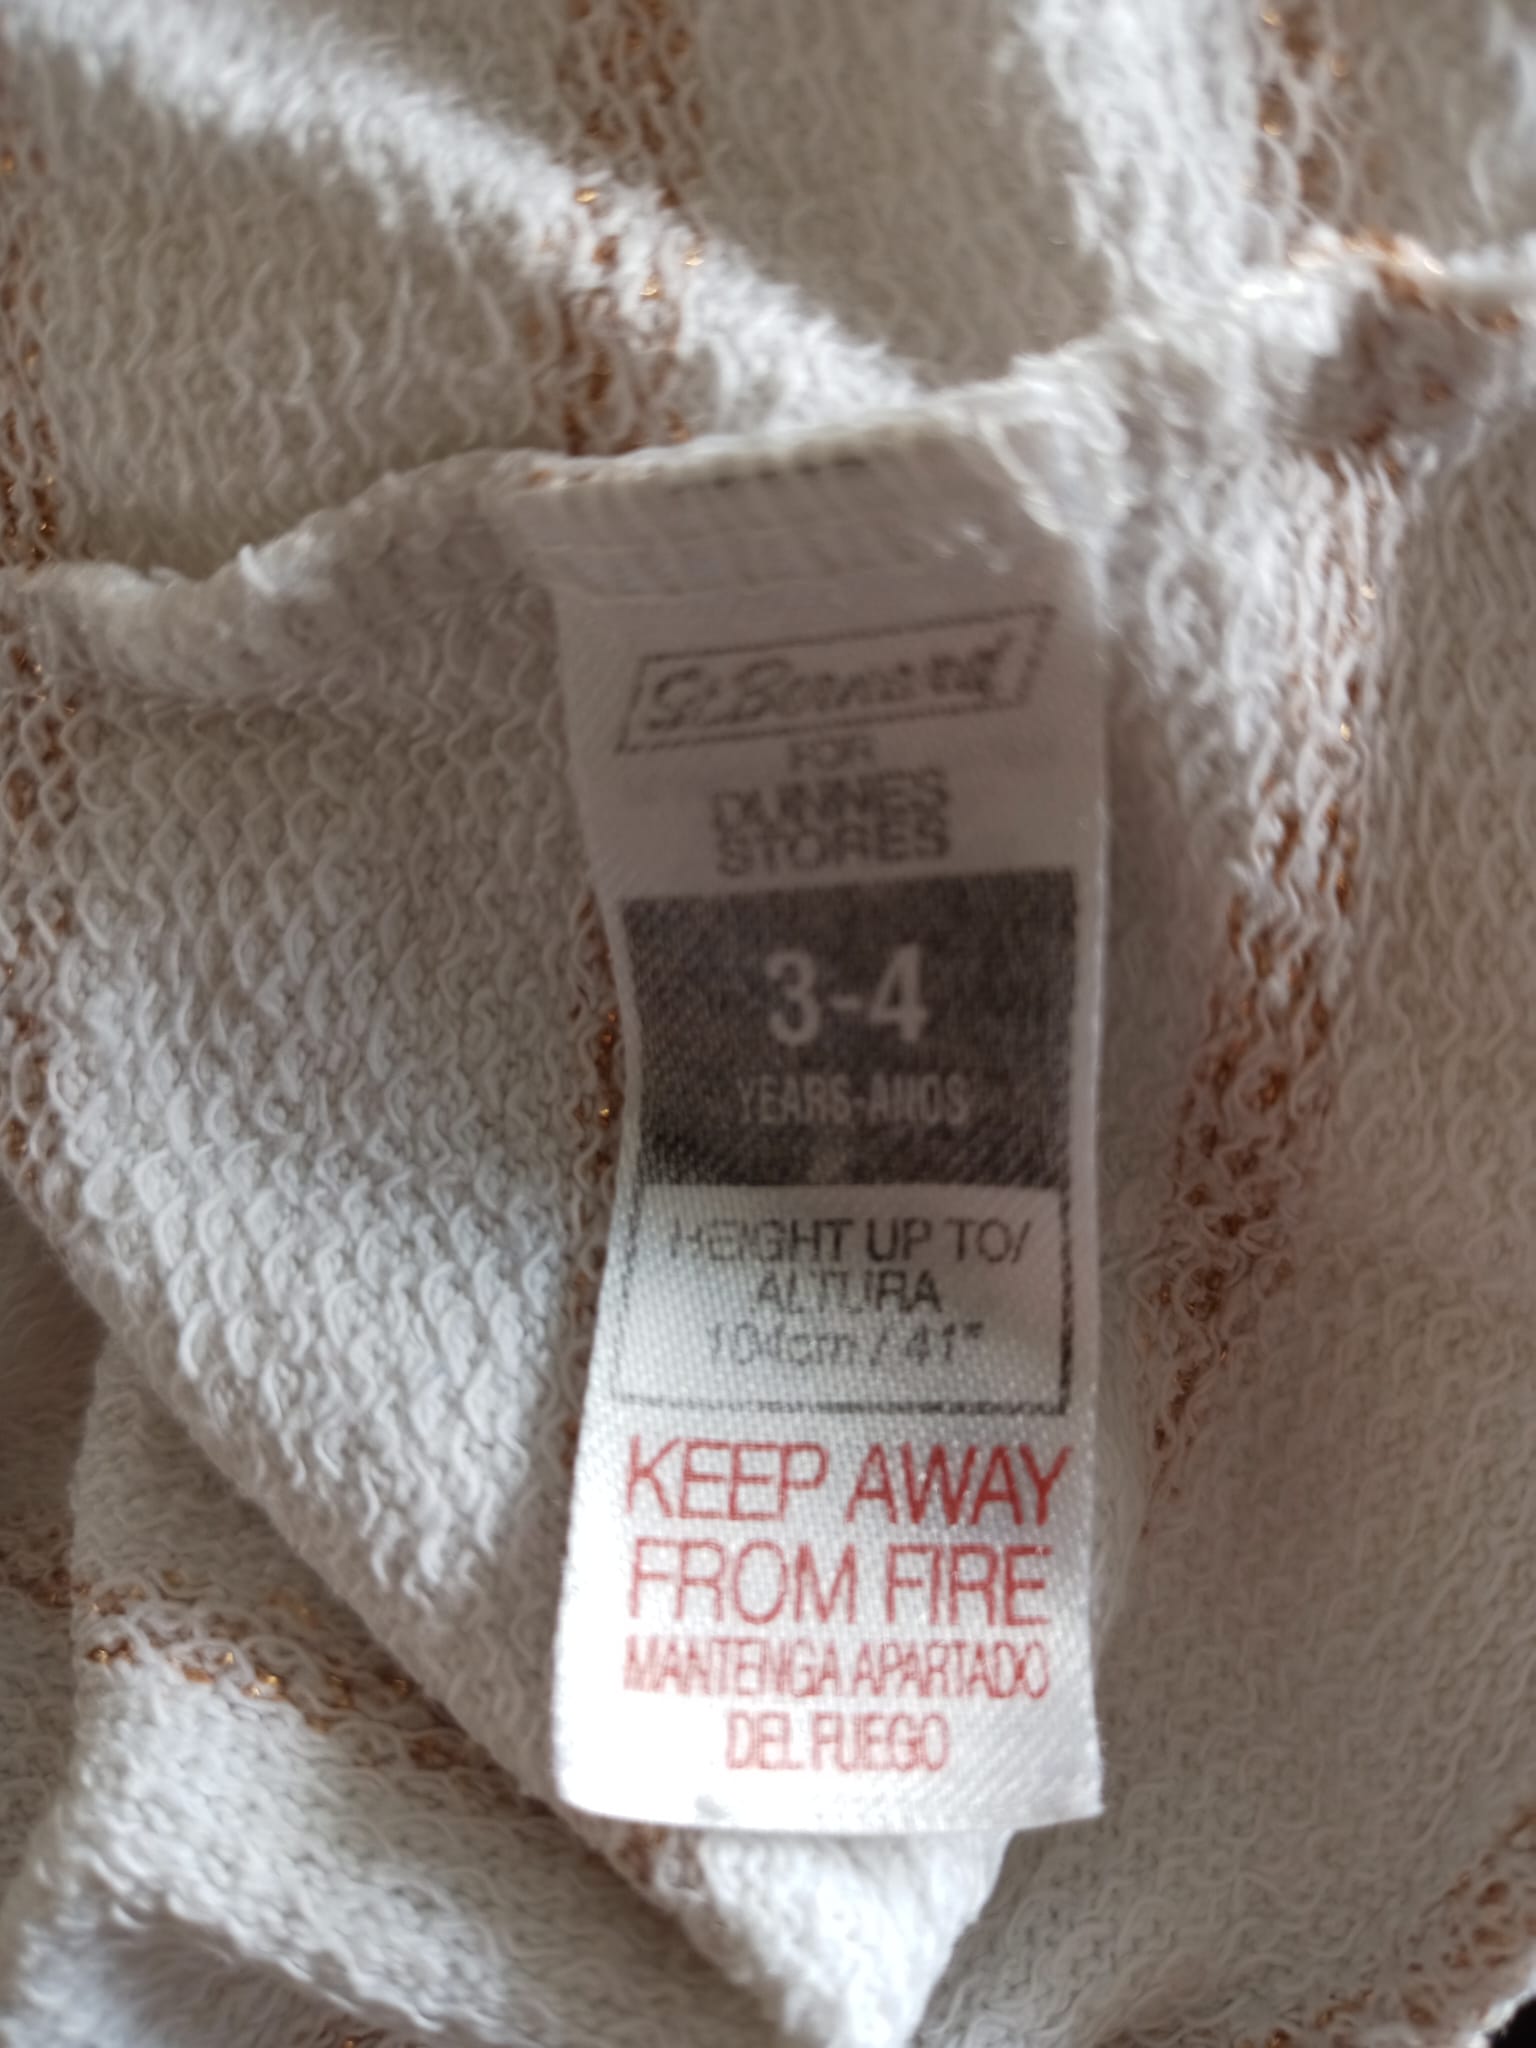 St. Bernard
FOR
DUNNES
STORES
3-4
YEARS-AÑOS
HEIGHT UP TO/
ALTURA
104cm / 41"
KEEP AWAY
FROM FIRE
MANTENGA APARTADO
DEL FUEGO